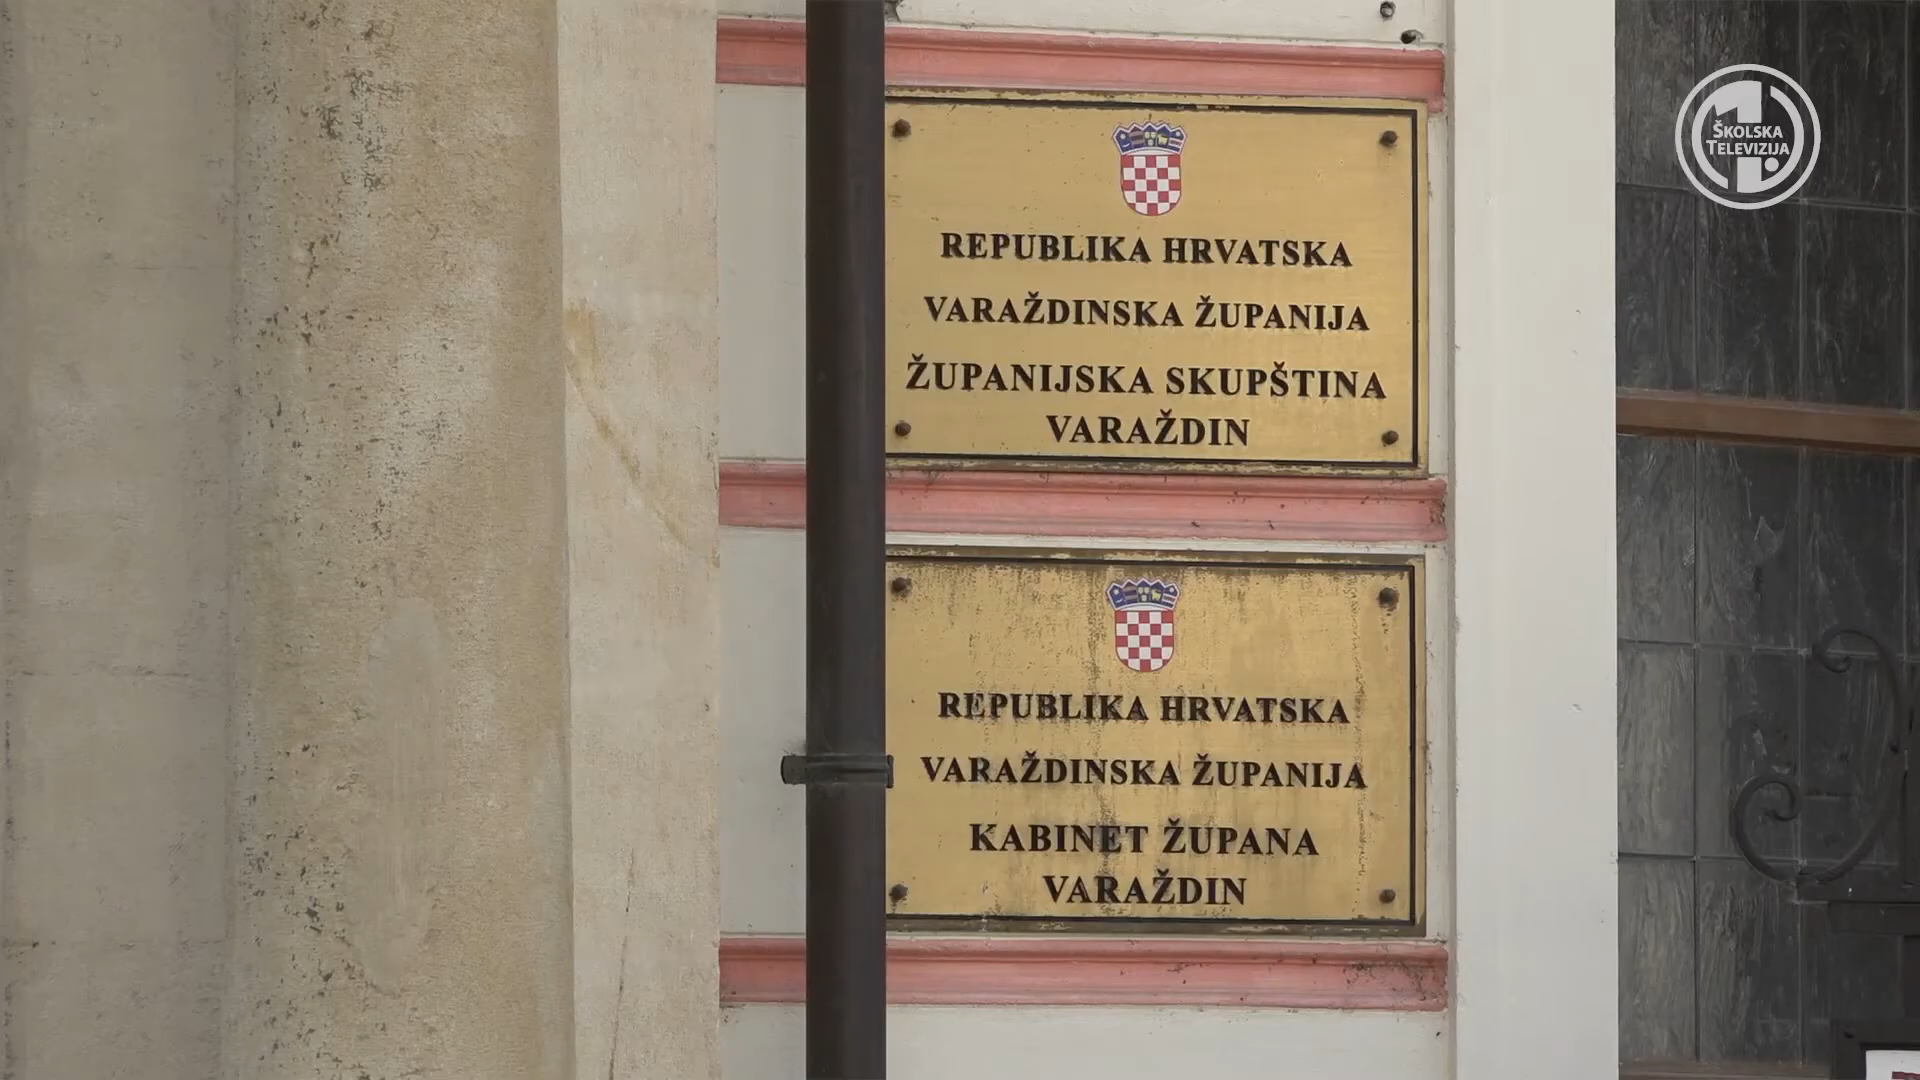 ŠKOLSKA
TELEVIZIJA
REPUBLIKA HRVATSKA
VARAŽDINSKA ŽUPANIJA
ŽUPANIJSKA SKUPŠTINA
VARAŽDIN
REPUBLIKA HRVATSKA
VARAŽDINSKA ŽUPANIJA
KABINET ŽUPANA
VARAŽDIN